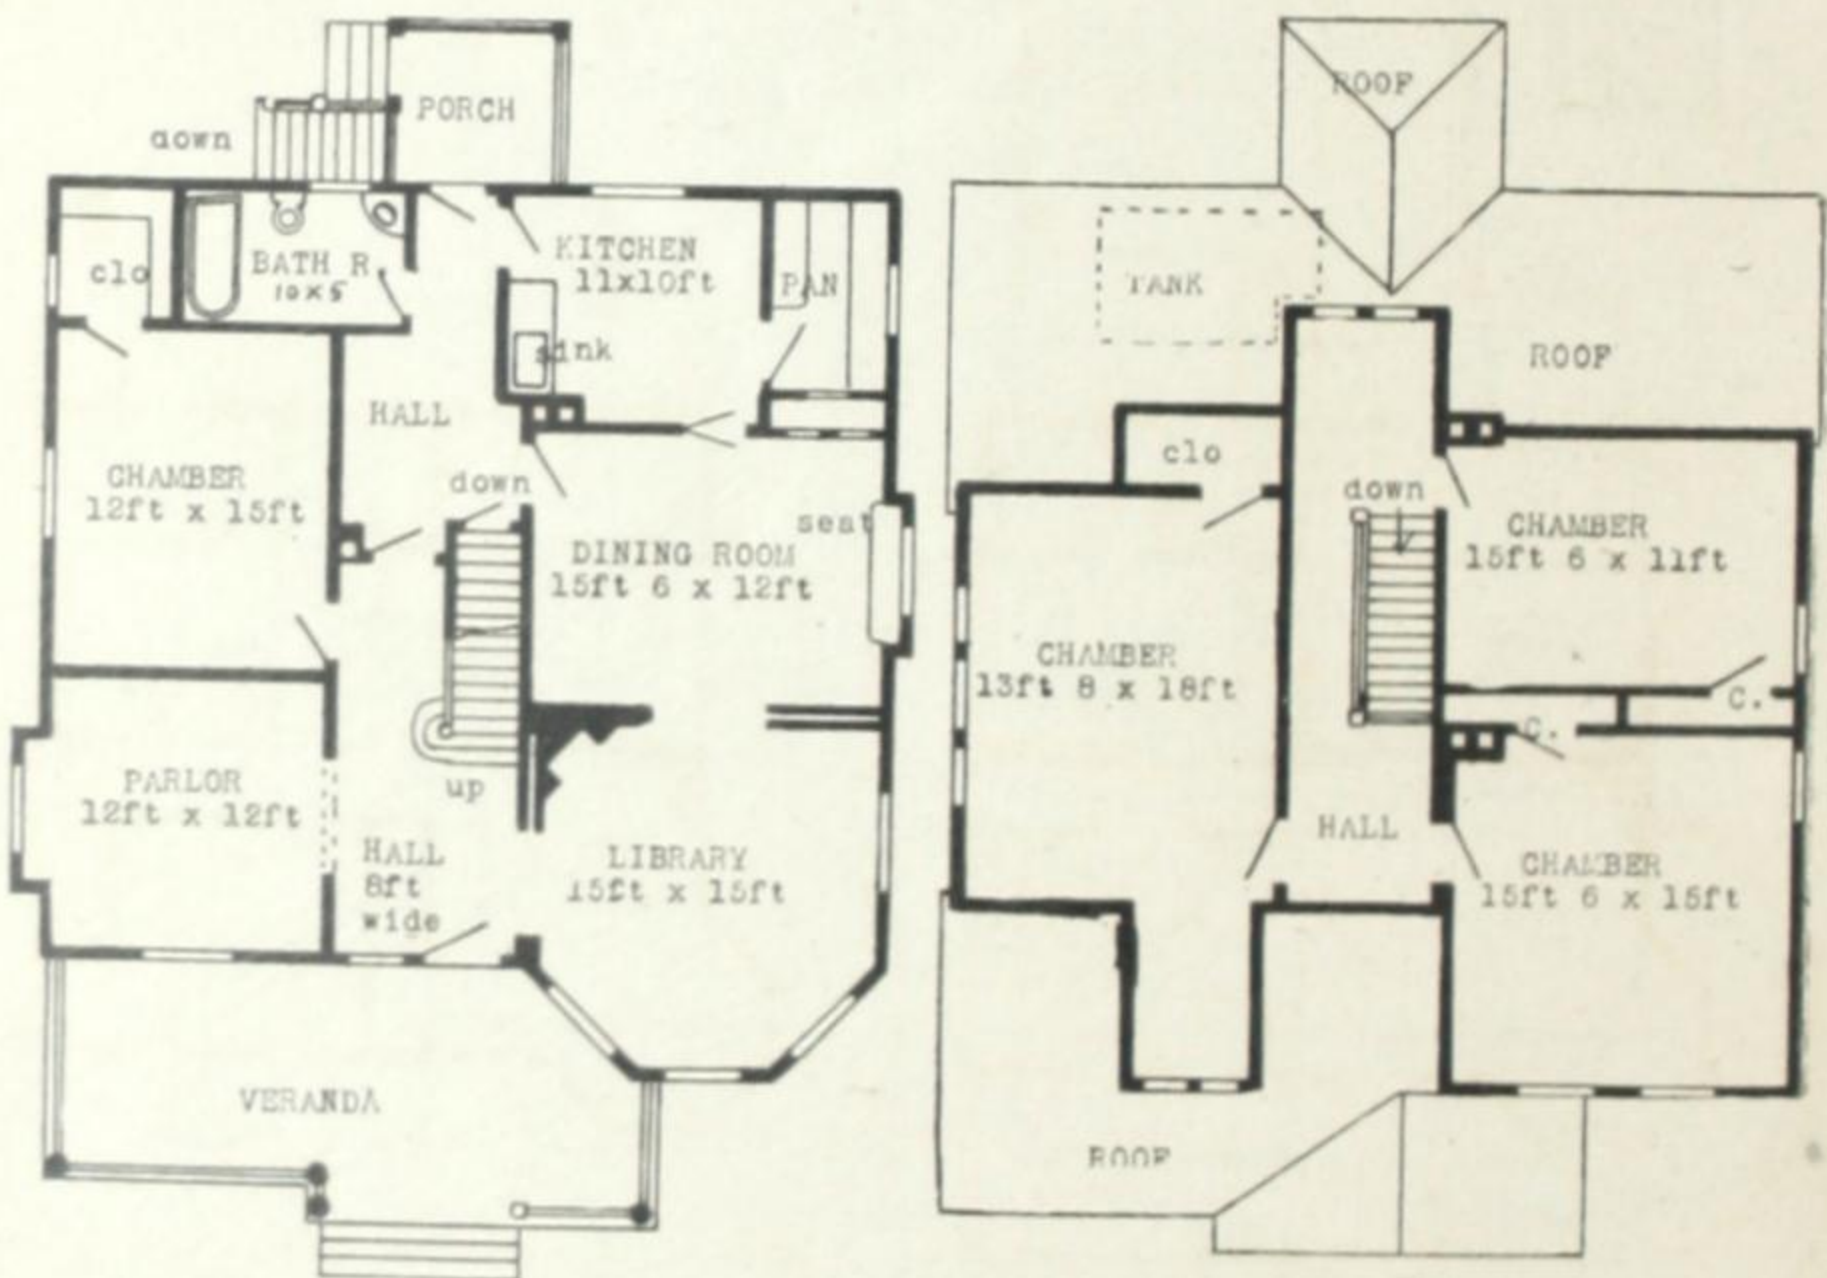 PORCH
down
clo
BATH R.
10x5
KITCHEN
11x10ft
PAN
sink
HALL
CHAMBER
12ft x 15ft
down
seat
DINING ROOM
15ft 6 x 12ft
PARLOR
12ft x 12ft
up
HALL
8ft
wide
LIBRARY
15ft x 15ft
VERANDA
ROOF
TANK
ROOF
clo
down
CHAMBER
15ft 6 x 11ft
CHAMBER
13ft 8 x 18ft
C.
C.
HALL
CHAMBER
15ft 6 x 15ft
ROOF